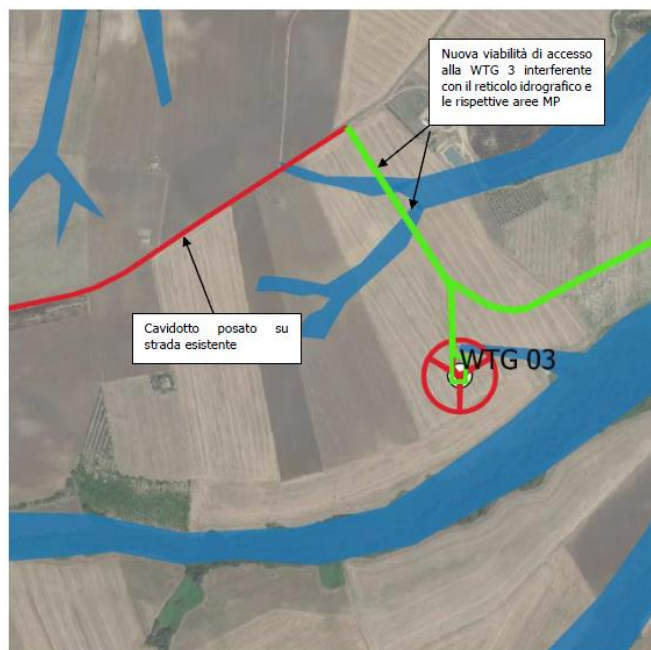 Nuova viabilità di accesso
alla WTG 3 interferente
con il reticolo idrografico e
le rispettive aree MP
Cavidotto posato su
strada esistente
WTG 03